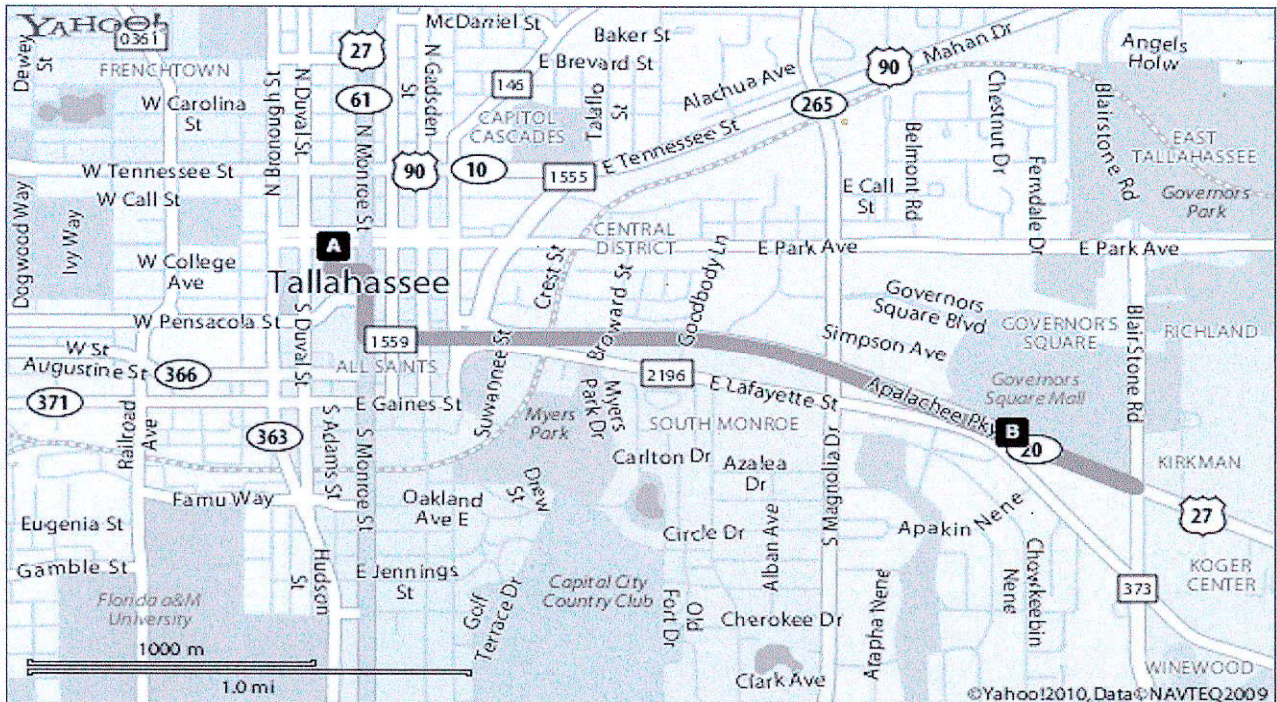 YAHOO!
McDaniel St
Baker St
Mahan Dr
Angels
Holw
Dewey
St
0361
27
90
FRENCHTOWN
N Bronough St
N Duval St
N Gadsden
St
E Brevard St
146
Talaflo
St
Alachua Ave
61
265
W Carolina
St
CAPITOL
CASCADES
Chestnut Dr
Blairstone Rd
EAST
TALLAHASSEE
N Monroe St
90
10
1555
E Tennessee St
Belmont Rd
Ferndale Dr
W Tennessee St
W Call St
E Call
St
Governors
Park
Dogwood Way
Ivy Way
A
CENTRAL
DISTRICT
E Park Ave
E Park Ave
W College
Ave
Tallahassee
Crest St
Broward St
Goodbody Ln
Governors
Square Blvd
GOVERNOR'S
SQUARE
Blair Stone Rd
RICHLAND
W Pensacola St
S Duval St
1559
Suwannee St
Simpson Ave
W St
Augustine St
366
ALL SAINTS
2196
E Lafayette St
Apalachee Pky
Governors
Square Mall
371
E Gaines St
Myers
Park
Myers
Park Dr
SOUTH MONROE
B
20
Railroad
Ave
363
S Adams St
S Monroe St
Carlton Dr
Azalea
Dr
S Magnolia Dr
KIRKMAN
Famu Way
Oakland
Ave E
Drew
St
27
Eugenia St
Circle Dr
Alban Ave
Apakin Nene
Gamble St
Hudson
St
E Jennings
St
Golf
Terrace Dr
Capital City
Country Club
Old
Fort Dr
Chowkeebin
Nene
373
KOGER
CENTER
Florida a&M
University
Cherokee Dr
Arapha Nene
1000 m
1.0 mi
Clark Ave
WINEWOOD
©Yahoo!2010, Data©NAVTEQ2009